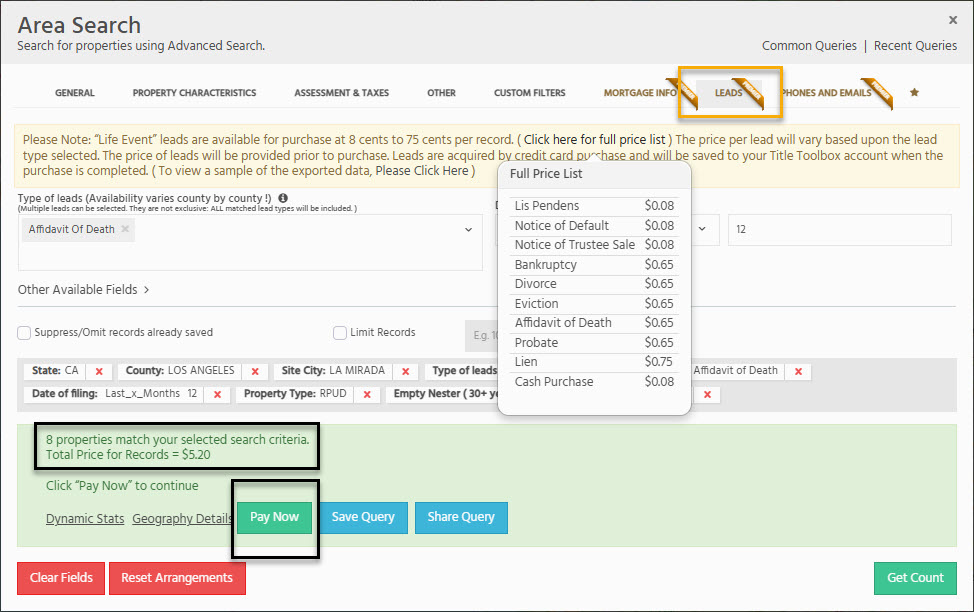 Area Search
Search for properties using Advanced Search.
Common Queries | Recent Queries
GENERAL
PROPERTY CHARACTERISTICS
ASSESSMENT & TAXES
OTHER
CUSTOM FILTERS
MORTGAGE INFO
LEADS
PHONES AND EMAILS
Please Note: “Life Event” leads are available for purchase at 8 cents to 75 cents per record. ( Click here for full price list ) The price per lead will vary based upon the lead
type selected. The price of leads will be provided prior to purchase. Leads are acquired by credit card purchase and will be saved to your Title Toolbox account when the
purchase is completed. ( To view a sample of the exported data, Please Click Here )
Type of leads (Availability varies county by county !)
(Multiple leads can be selected. They are not exclusive: ALL matched lead types will be included. )
Affidavit Of Death ×
12
Full Price List
Lis Pendens $0.08
Notice of Default $0.08
Notice of Trustee Sale $0.08
Bankruptcy $0.65
Divorce $0.65
Eviction $0.65
Affidavit of Death $0.65
Probate $0.65
Lien $0.75
Cash Purchase $0.08
Other Available Fields >
Suppress/Omit records already saved
Limit Records
E.g. 10
State: CA x
County: LOS ANGELES x
Site City: LA MIRADA x
Type of leads
Affidavit of Death x
Date of filing: Last_x_Months 12 x
Property Type: RPUD x
Empty Nester ( 30+ ye
x
8 properties match your selected search criteria.
Total Price for Records = $5.20
Click “Pay Now” to continue
Dynamic Stats
Geography Details
Pay Now
Save Query
Share Query
Clear Fields
Reset Arrangements
Get Count